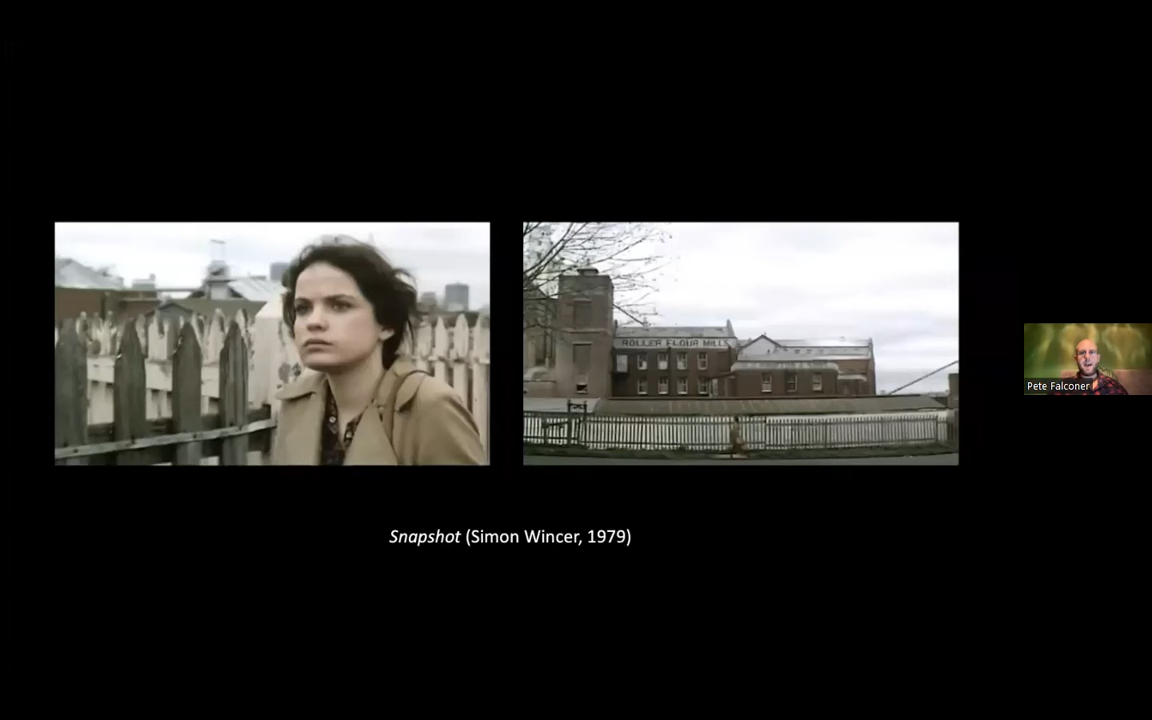 ROLLER FLOUR MILLS
Pete Falconer
Snapshot (Simon Wincer, 1979)